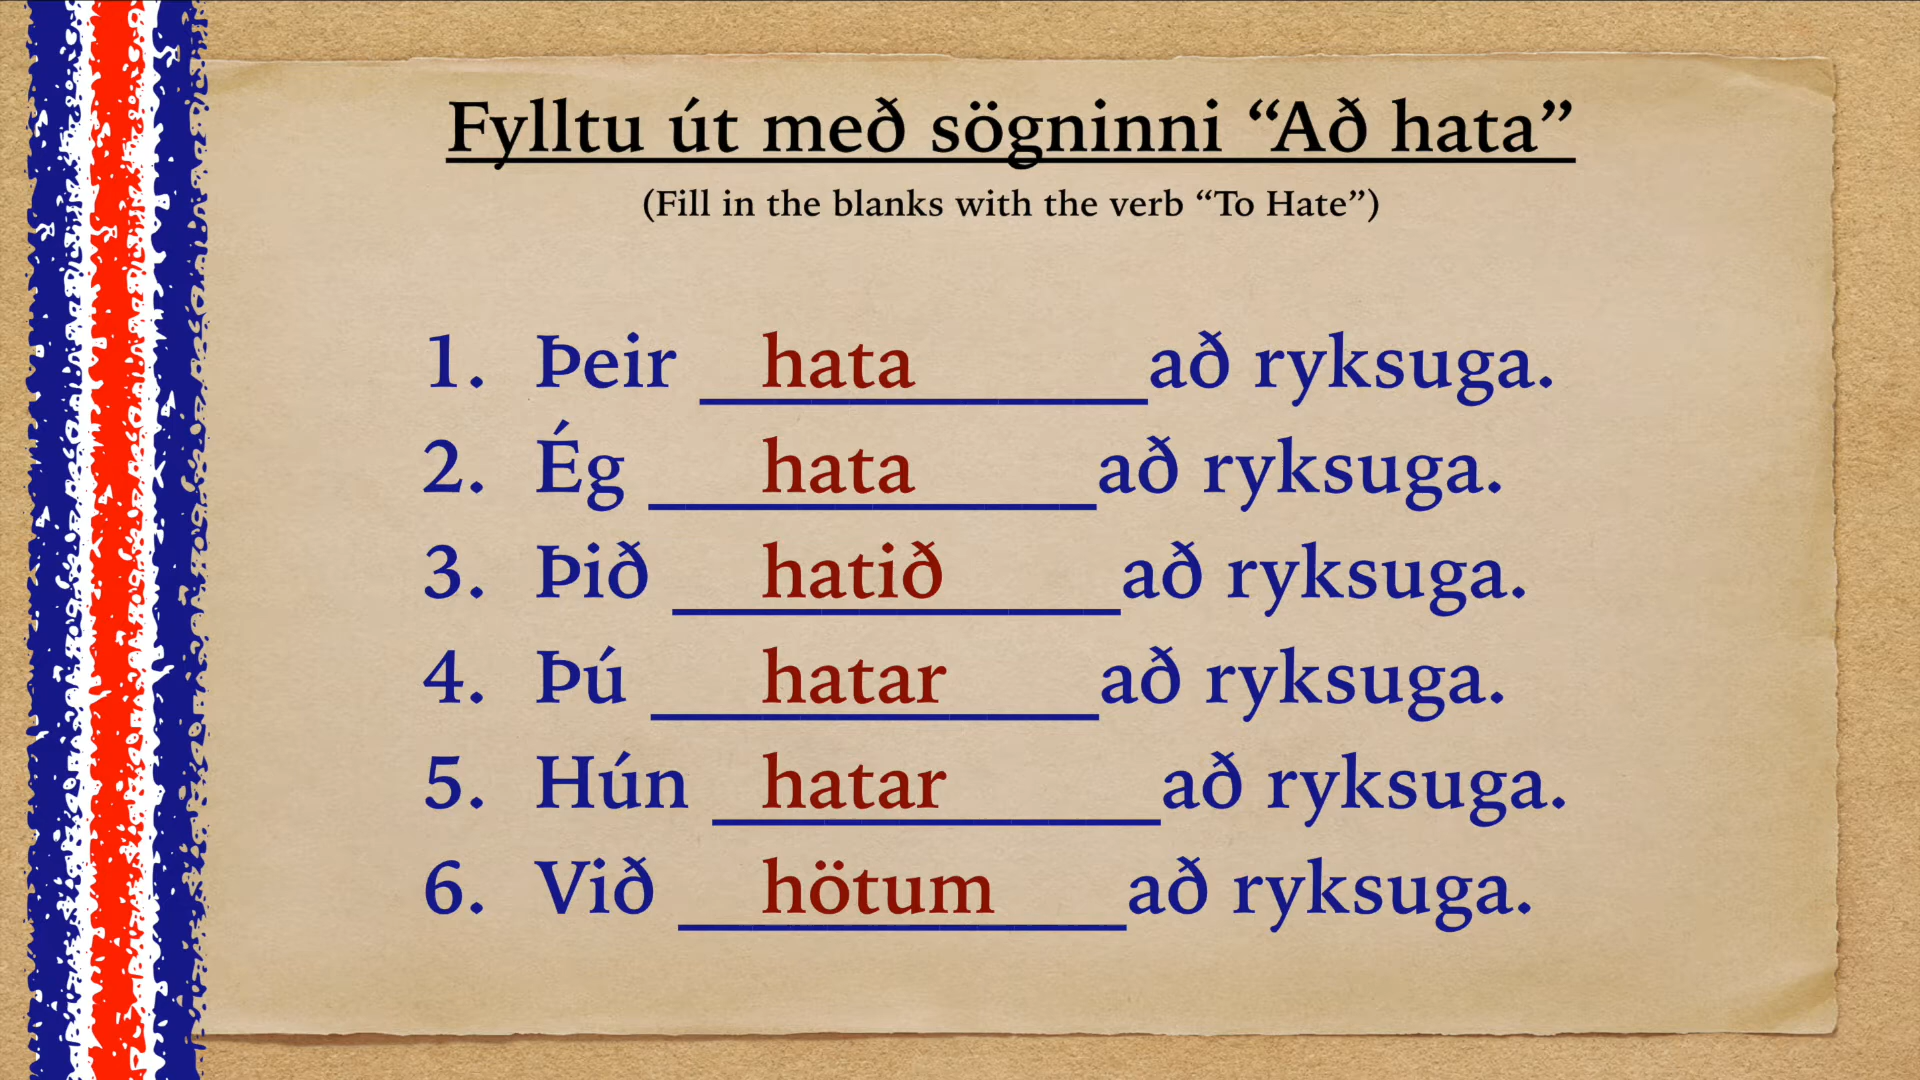 Fylltu út með sögninni “Að hata”
(Fill in the blanks with the verb “To Hate”)
1. Þeir hata að ryksuga.
2. Ég hata að ryksuga.
3. Þið hatið að ryksuga.
4. Þú hatar að ryksuga.
5. Hún hatar að ryksuga.
6. Við hötum að ryksuga.